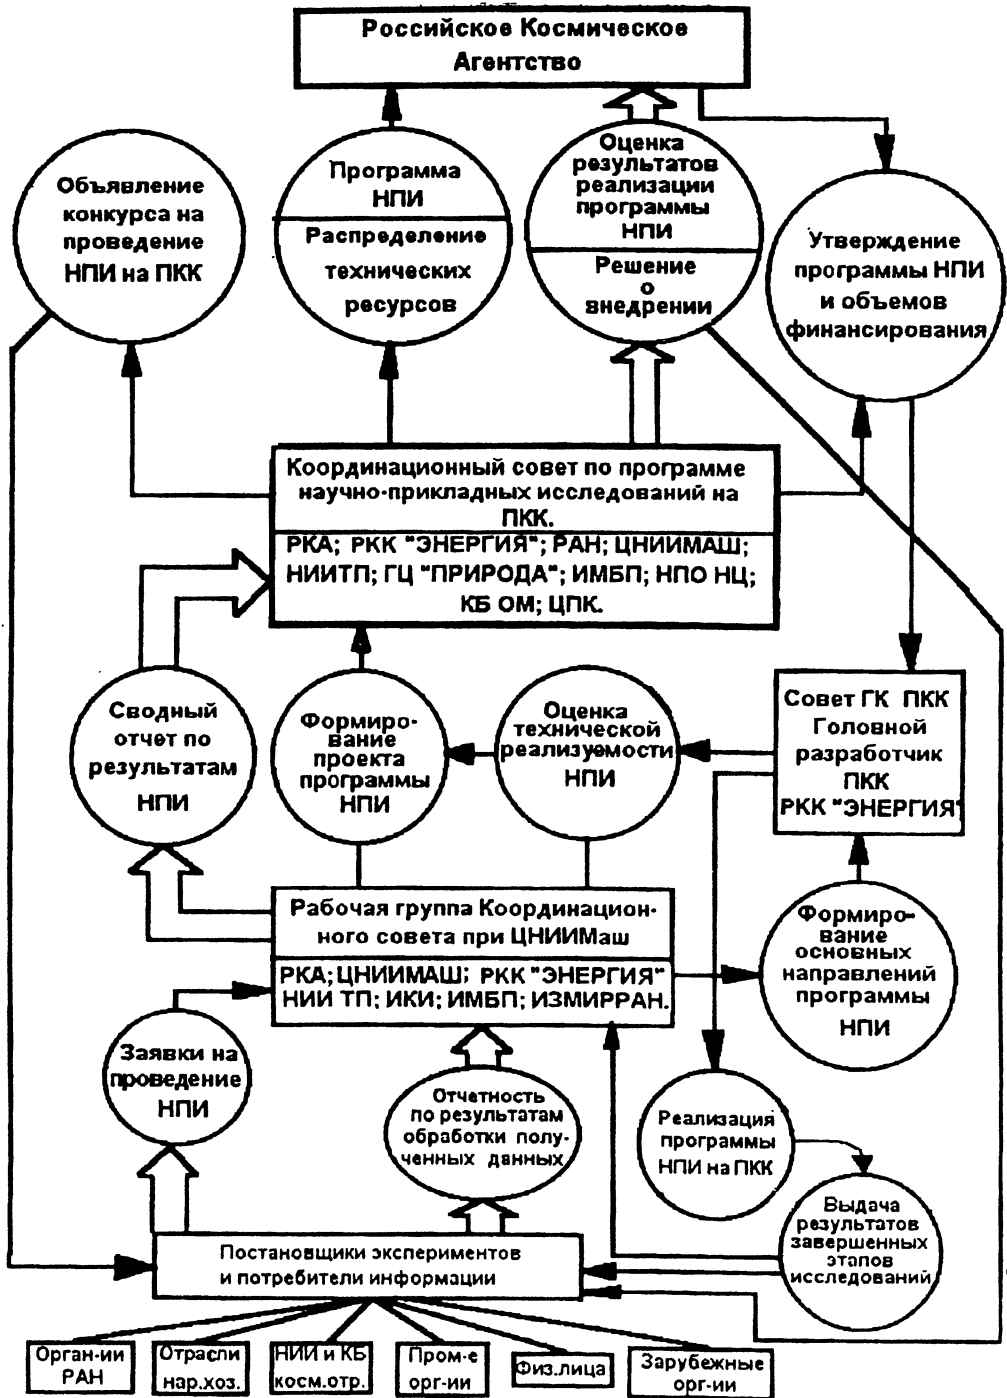 Российское Космическое
Агентство
Объявление
конкурса на
проведение
НПИ на ПКК
Программа
НПИ
Распределение
технических
ресурсов
Оценка
результатов
реализации
программы
НПИ
Решение
о
внедрении
Утверждение
программы НПИ
и объемов
финансирования
Координационный совет по программе
научно-прикладных исследований на
ПКК.
РКА; РКК "ЭНЕРГИЯ"; РАН; ЦНИИМАШ;
НИИТП; ГЦ "ПРИРОДА"; ИМБП; НПО НЦ;
КБ ОМ; ЦПК.
Сводный
отчет по
результатам
НПИ
Формиро-
вание
проекта
программы
НПИ
Оценка
технической
реализуемости
НПИ
Совет ГК ПКК
Головной
разработчик
ПКК
РКК "ЭНЕРГИЯ"
Рабочая группа Координацион-
ного совета при ЦНИИМаш
РКА; ЦНИИМАШ; РКК "ЭНЕРГИЯ"
НИИ ТП; ИКИ; ИМБП; ИЗМИРРАН.
Формиро-
вание
основных
направлений
программы
НПИ
Заявки на
проведение
НПИ
Отчетность
по результатам
обработки полу-
ченных данных
Реализация
программы
НПИ на ПКК
Выдача
результатов
завершенных
этапов
исследований
Постановщики экспериментов
и потребители информации
Орган-ии
РАН
Отрасли
нар.хоз.
НИИ и КБ
косм.отр.
Пром-е
орг-ии
Физ.лица
Зарубежные
орг-ии